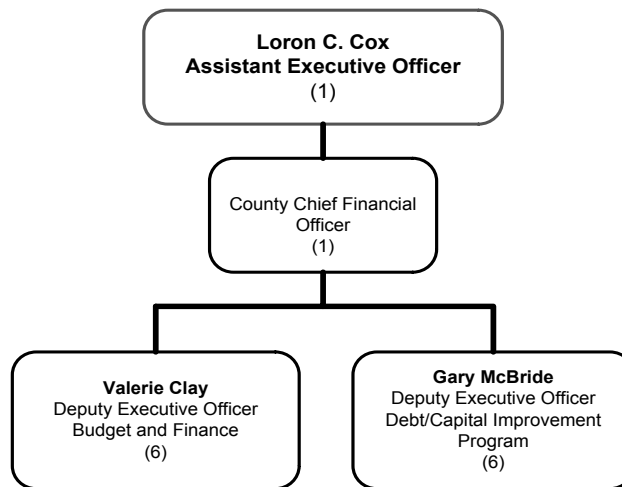 Loron C. Cox
Assistant Executive Officer
(1)
County Chief Financial
Officer
(1)
Valerie Clay
Deputy Executive Officer
Budget and Finance
(6)
Gary McBride
Deputy Executive Officer
Debt/Capital Improvement
Program
(6)